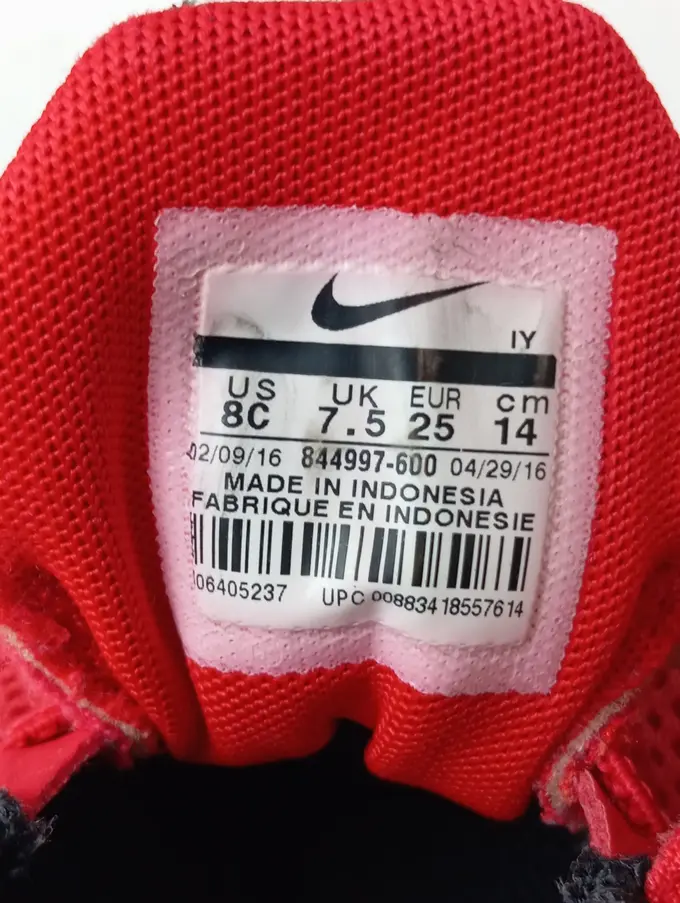 IY
US UK EUR cm
8C 7.5 25 14
02/09/16 844997-600 04/29/16
MADE IN INDONESIA
FABRIQUE EN INDONESIE
06405237 UPC 00883418557614